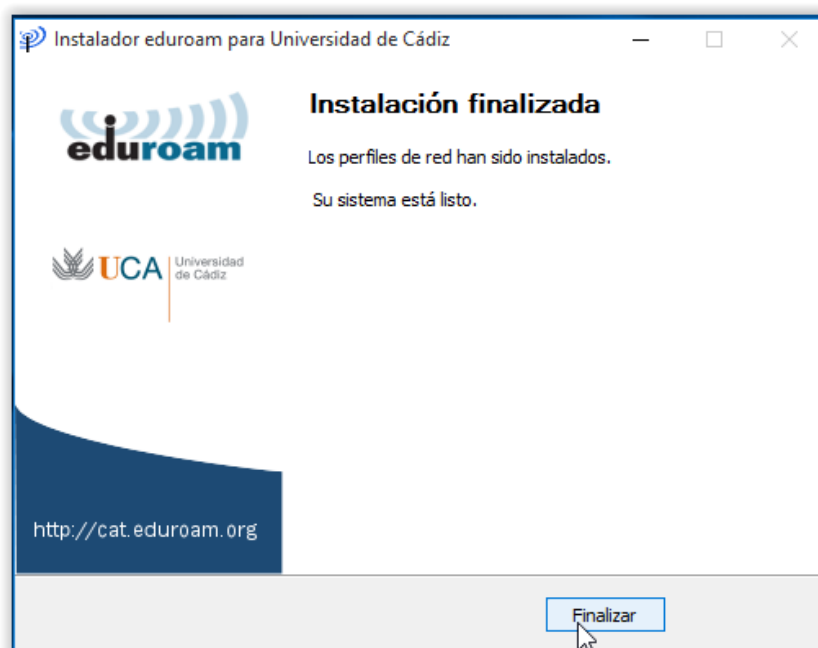 Instalador eduroam para Universidad de Cádiz
eduroam
Instalación finalizada
Los perfiles de red han sido instalados.
Su sistema está listo.
UCA
Universidad
de Cádiz
http://cat.eduroam.org
Finalizar